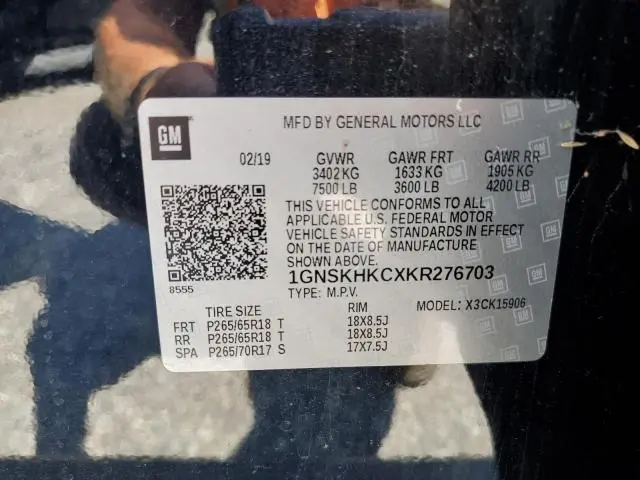 GM
MFD BY GENERAL MOTORS LLC
02/19 GVWR GAWR FRT GAWR RR
3402 KG 1633 KG 1905 KG
7500 LB 3600 LB 4200 LB
THIS VEHICLE CONFORMS TO ALL
APPLICABLE U.S. FEDERAL MOTOR
VEHICLE SAFETY STANDARDS IN EFFECT
ON THE DATE OF MANUFACTURE
SHOWN ABOVE.
8555
1GNSKHKCXKR276703
TYPE: M.P.V.
MODEL: X3CK15906
TIRE SIZE RIM
FRT P265/65R18 T 18X8.5J
RR P265/65R18 T 18X8.5J
SPA P265/70R17 S 17X7.5J